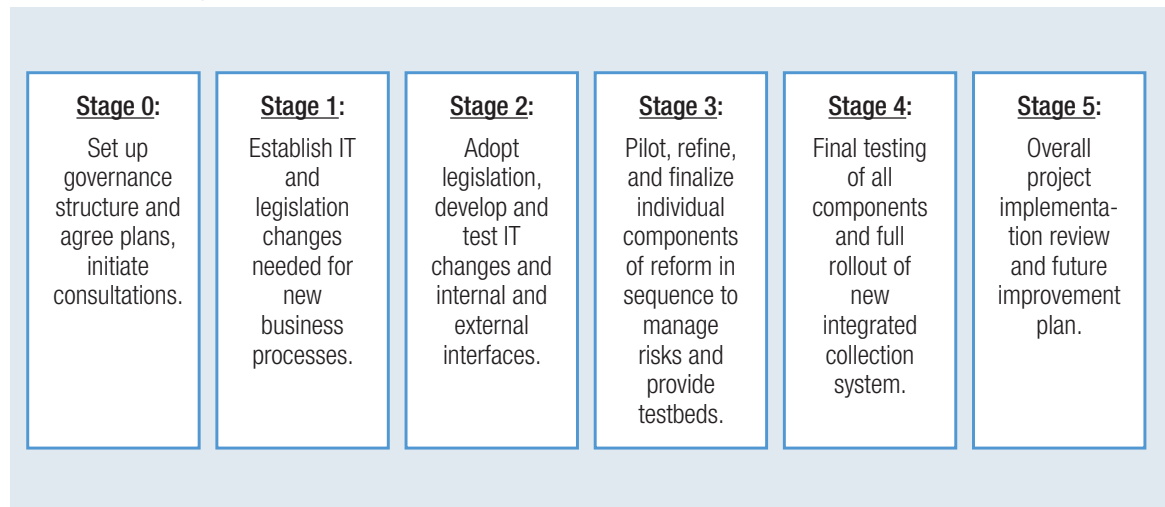 Stage 0:
Set up
governance
structure and
agree plans,
initiate
consultations.
Stage 1:
Establish IT
and
legislation
changes
needed for
new
business
processes.
Stage 2:
Adopt
legislation,
develop and
test IT
changes and
internal and
external
interfaces.
Stage 3:
Pilot, refine,
and finalize
individual
components
of reform in
sequence to
manage
risks and
provide
testbeds.
Stage 4:
Final testing
of all
components
and full
rollout of
new
integrated
collection
system.
Stage 5:
Overall
project
implementa-
tion review
and future
improvement
plan.